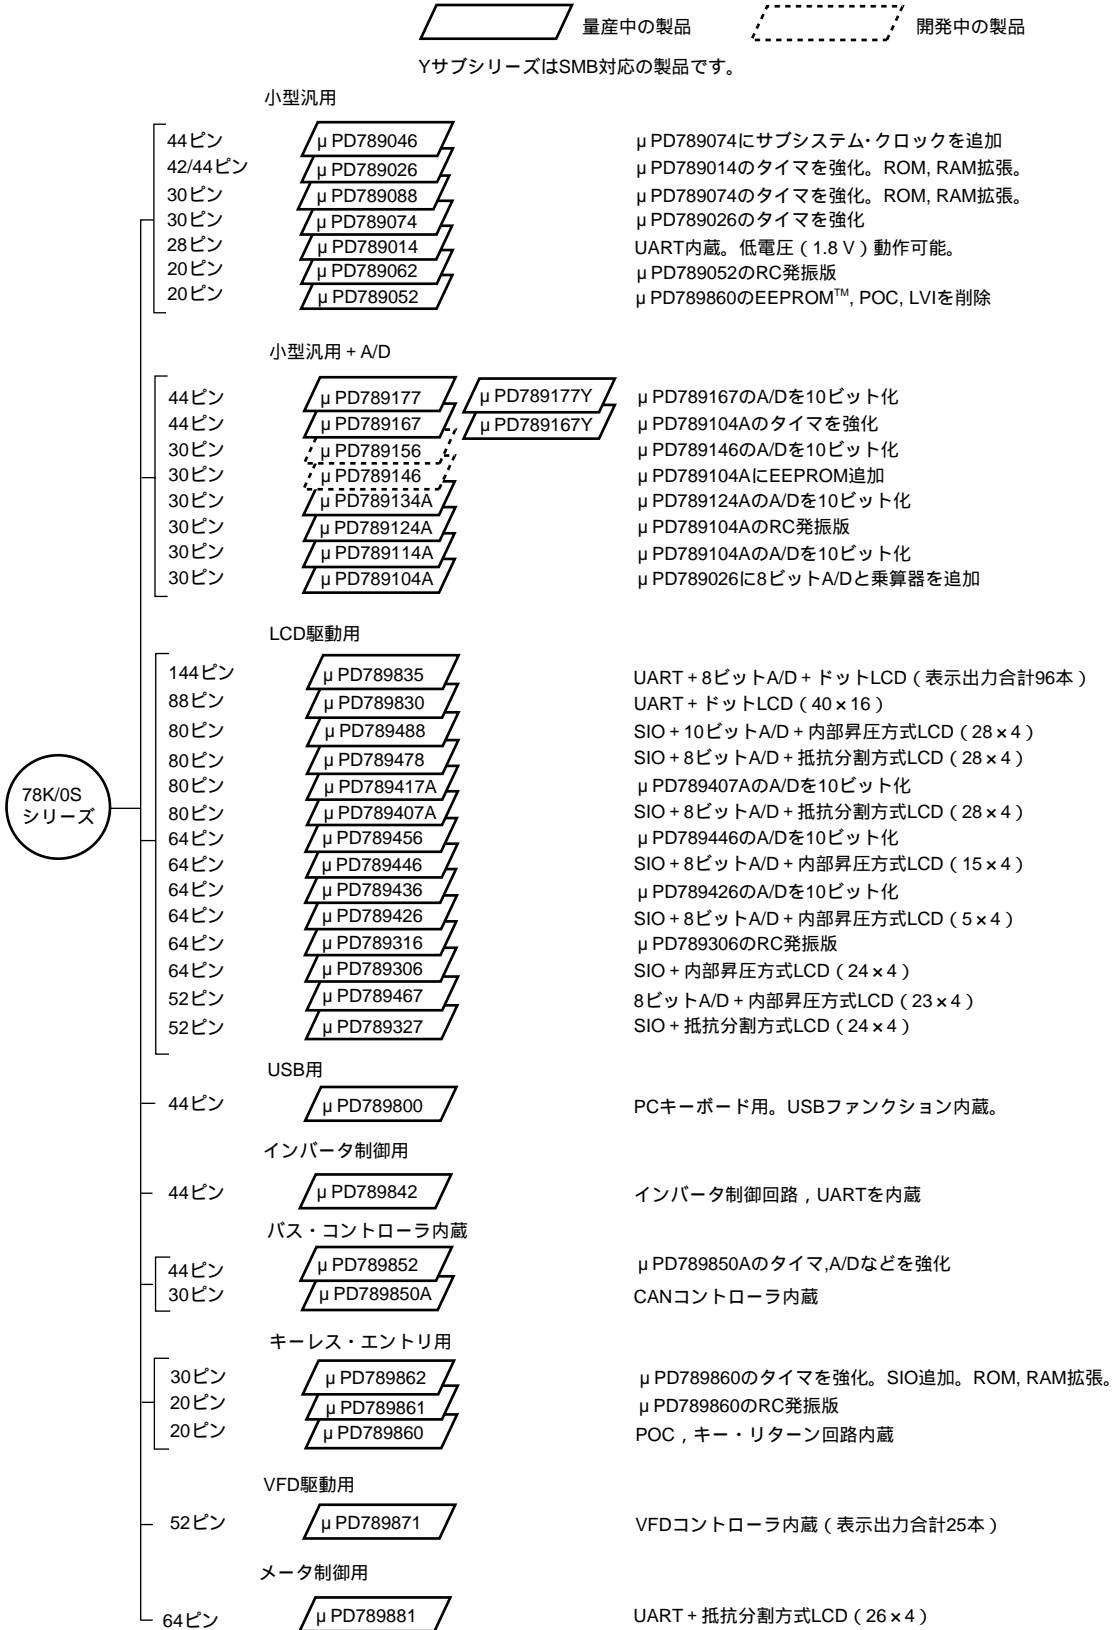 量産中の製品 開発中の製品
YサブシリーズはSMB対応の製品です。
小型汎用
44ピン μPD789046 μPD789074にサブシステム・クロックを追加
42/44ピン μPD789026 μPD789014のタイマを強化。ROM, RAM拡張。
30ピン μPD789088 μPD789074のタイマを強化。ROM, RAM拡張。
30ピン μPD789074 μPD789026のタイマを強化
28ピン μPD789014 UART内蔵。低電圧（1.8 V）動作可能。
20ピン μPD789062 μPD789052のRC発振版
20ピン μPD789052 μPD789860のEEPROM™, POC, LVIを削除
小型汎用 + A/D
44ピン μPD789177 μPD789177Y μPD789167のA/Dを10ビット化
44ピン μPD789167 μPD789167Y μPD789104Aのタイマを強化
30ピン μPD789156 μPD789146のA/Dを10ビット化
30ピン μPD789146 μPD789104AにEEPROM追加
30ピン μPD789134A μPD789124AのA/Dを10ビット化
30ピン μPD789124A μPD789104AのRC発振版
30ピン μPD789114A μPD789104AのA/Dを10ビット化
30ピン μPD789104A μPD789026に8ビットA/Dと乗算器を追加
LCD駆動用
144ピン μPD789835 UART + 8ビットA/D + ドットLCD（表示出力合計96本）
88ピン μPD789830 UART + ドットLCD（40×16）
80ピン μPD789488 SIO + 10ビットA/D + 内部昇圧方式LCD（28×4）
80ピン μPD789478 SIO + 8ビットA/D + 抵抗分割方式LCD（28×4）
80ピン μPD789417A μPD789407AのA/Dを10ビット化
80ピン μPD789407A SIO + 8ビットA/D + 抵抗分割方式LCD（28×4）
64ピン μPD789456 μPD789446のA/Dを10ビット化
64ピン μPD789446 SIO + 8ビットA/D + 内部昇圧方式LCD（15×4）
64ピン μPD789436 μPD789426のA/Dを10ビット化
64ピン μPD789426 SIO + 8ビットA/D + 内部昇圧方式LCD（5×4）
64ピン μPD789316 μPD789306のRC発振版
64ピン μPD789306 SIO + 内部昇圧方式LCD（24×4）
52ピン μPD789467 8ビットA/D + 内部昇圧方式LCD（23×4）
52ピン μPD789327 SIO + 抵抗分割方式LCD（24×4）
78K/0S
シリーズ
USB用
44ピン μPD789800 PCキーボード用。USBファンクション内蔵。
インバータ制御用
44ピン μPD789842 インバータ制御回路，UARTを内蔵
バス・コントローラ内蔵
44ピン μPD789852 μPD789850Aのタイマ,A/Dなどを強化
30ピン μPD789850A CANコントローラ内蔵
キーレス・エントリ用
30ピン μPD789862 μPD789860のタイマを強化。SIO追加。ROM, RAM拡張。
20ピン μPD789861 μPD789860のRC発振版
20ピン μPD789860 POC，キー・リターン回路内蔵
VFD駆動用
52ピン μPD789871 VFDコントローラ内蔵（表示出力合計25本）
メータ制御用
64ピン μPD789881 UART + 抵抗分割方式LCD（26×4）